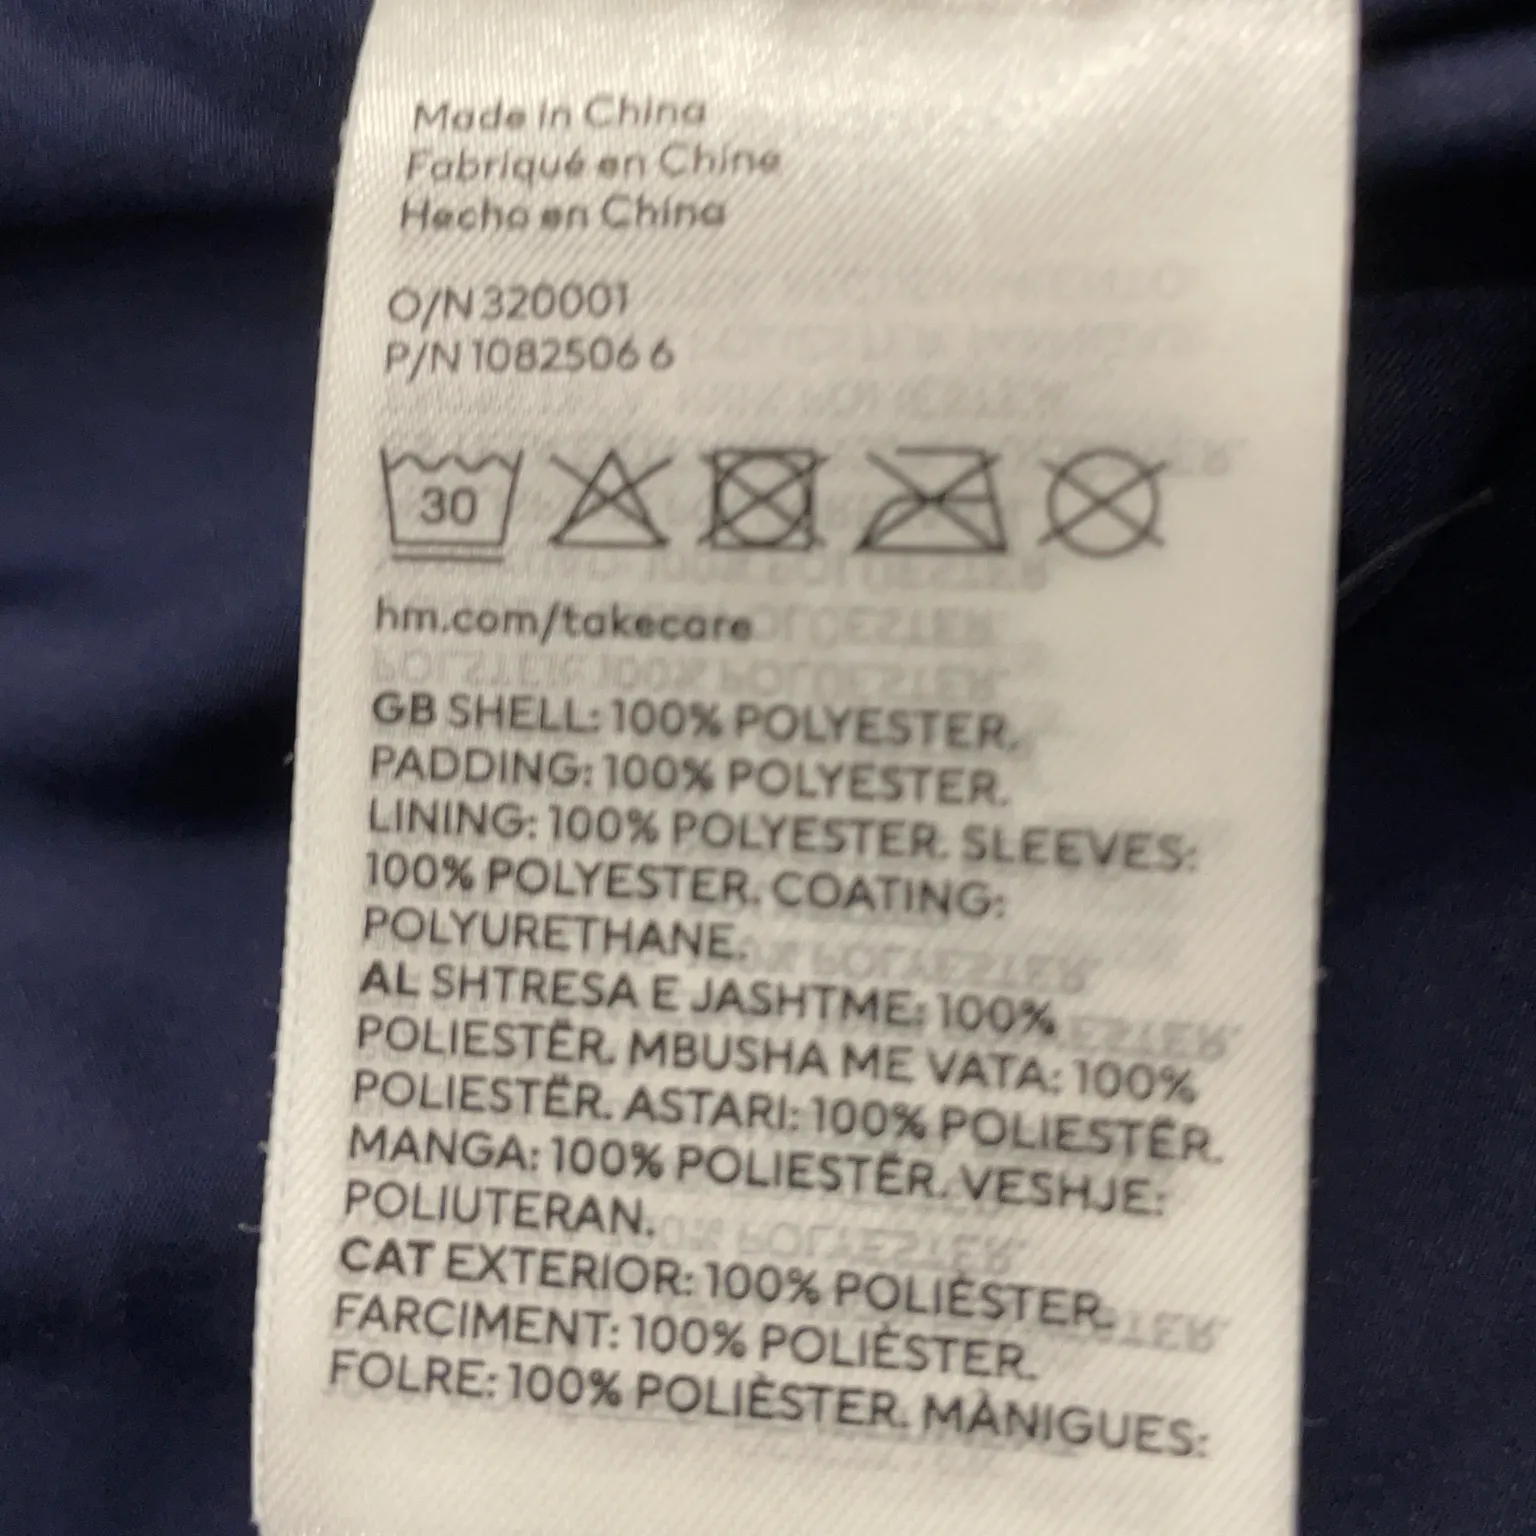 Made in China
Fabriqué en Chine
Hecho en China
O/N 320001
P/N 10825066
30
hm.com/takecare
GB SHELL: 100% POLYESTER.
PADDING: 100% POLYESTER.
LINING: 100% POLYESTER. SLEEVES:
100% POLYESTER. COATING:
POLYURETHANE.
AL SHTRESA E JASHTME: 100%
POLIESTËR. MBUSHA ME VATA: 100%
POLIESTËR. ASTARI: 100% POLIESTËR.
MANGA: 100% POLIESTËR. VESHJE:
POLIUTERAN.
CAT EXTERIOR: 100% POLIÈSTER.
FARCIMENT: 100% POLIÈSTER.
FOLRE: 100% POLIÈSTER. MÀNIGUES: